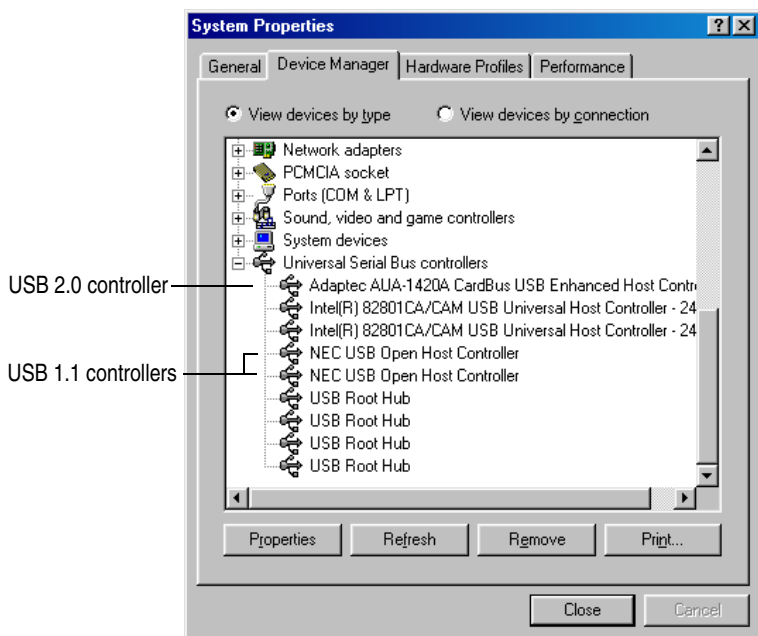 System Properties
General Device Manager Hardware Profiles Performance
View devices by type View devices by connection
Network adapters
PCMCIA socket
Ports (COM & LPT)
Sound, video and game controllers
System devices
Universal Serial Bus controllers
USB 2.0 controller Adaptec AUA-1420A CardBus USB Enhanced Host Contr
Intel(R) 82801CA/CAM USB Universal Host Controller - 24
Intel(R) 82801CA/CAM USB Universal Host Controller - 24
NEC USB Open Host Controller
USB 1.1 controllers NEC USB Open Host Controller
USB Root Hub
USB Root Hub
USB Root Hub
USB Root Hub
Properties Refresh Remove Print...
Close Cancel